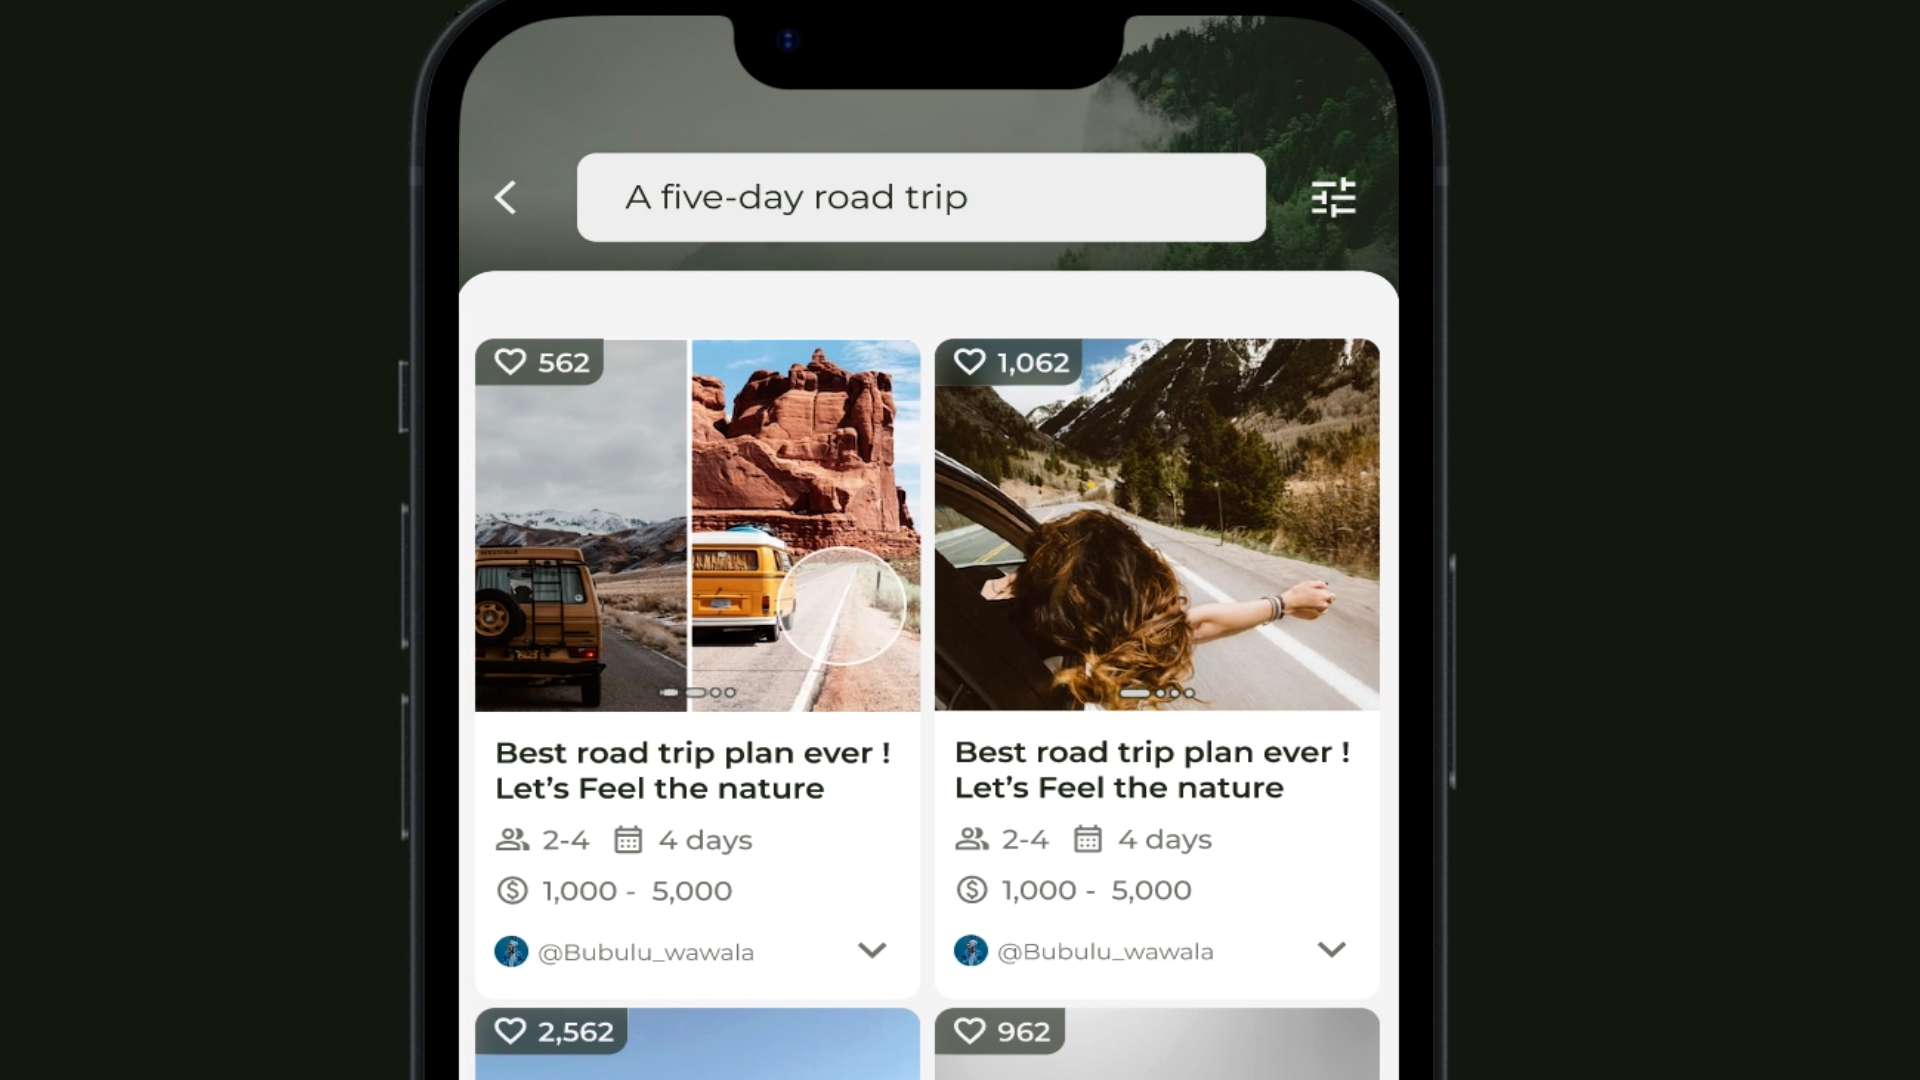 A five-day road trip
562
1,062
WESTFALIA
Best road trip plan ever !
Let's Feel the nature
2-4 4 days
1,000 - 5,000
@Bubulu_wawala
Best road trip plan ever !
Let's Feel the nature
2-4 4 days
1,000 - 5,000
@Bubulu_wawala
2,562
962